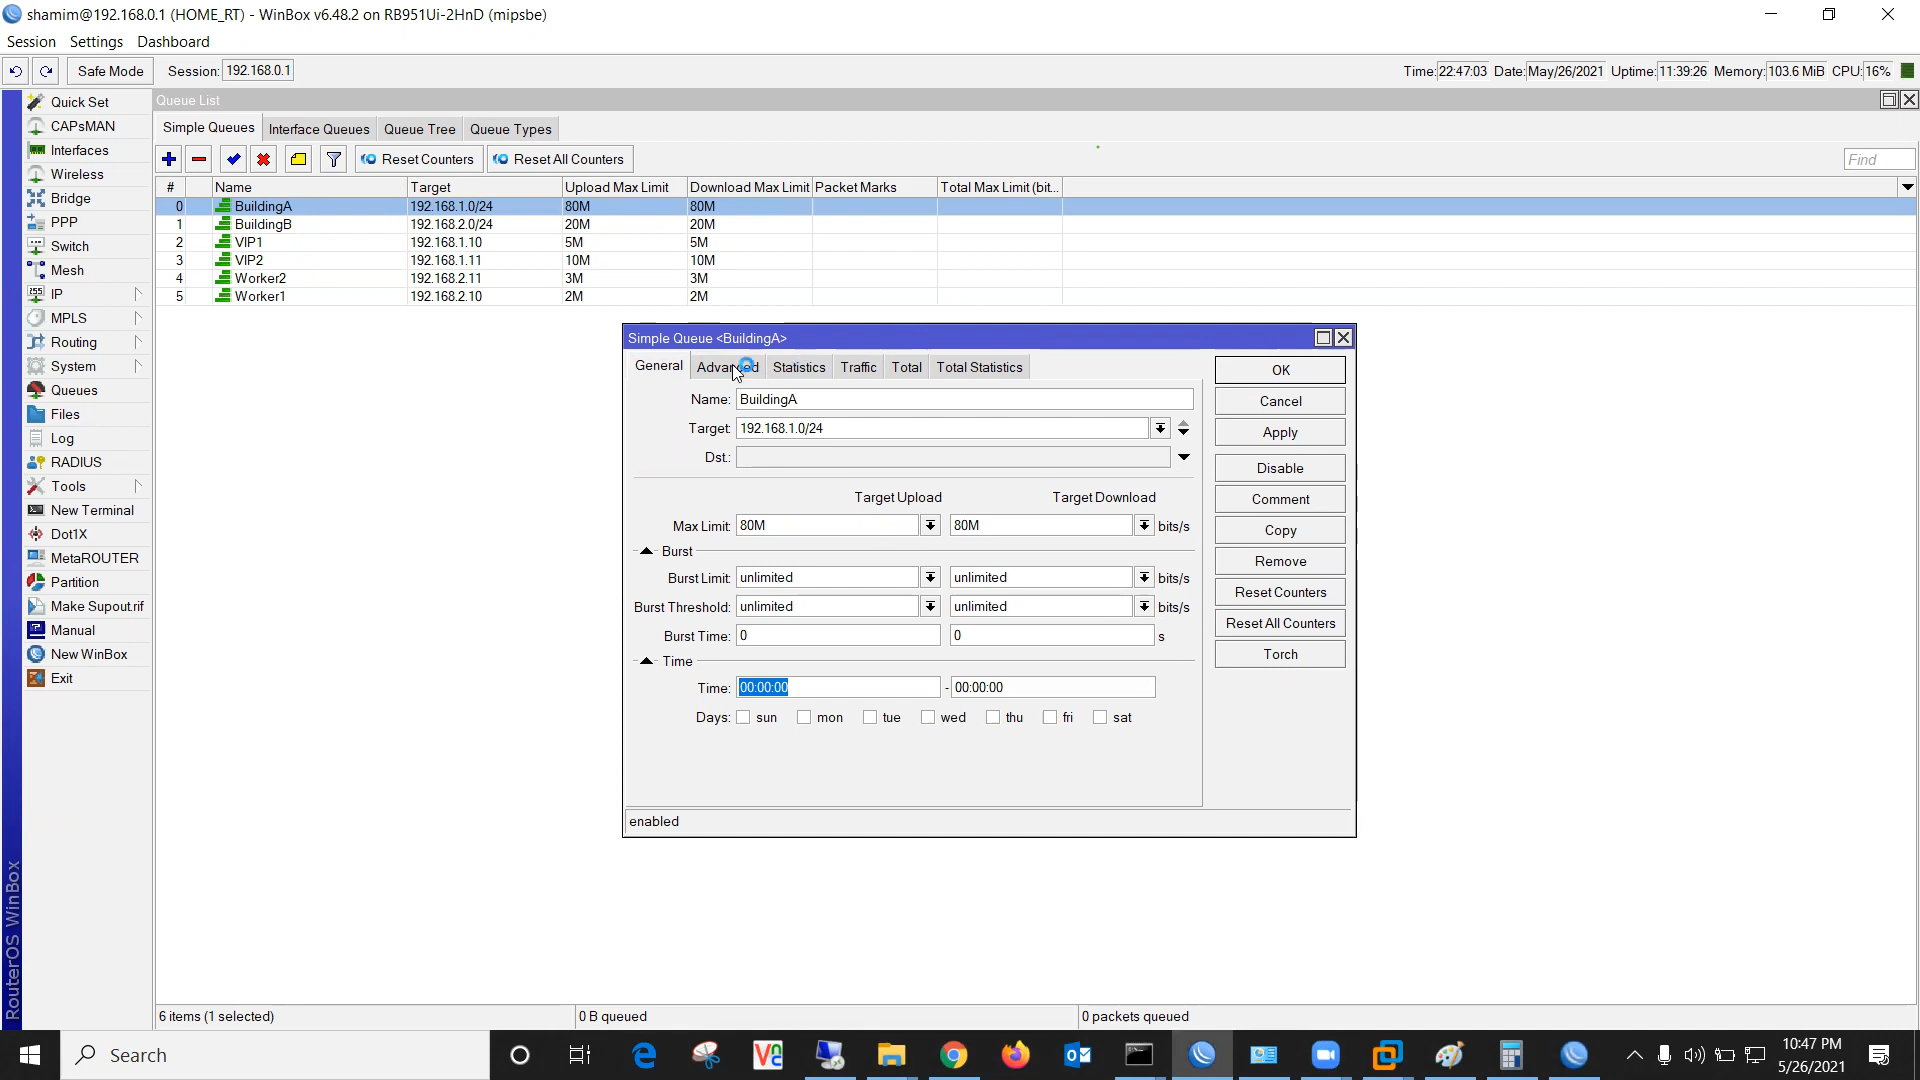 shamim@192.168.0.1 (HOME_RT) - WinBox v6.48.2 on RB951Ui-2HnD (mipsbe)
Session Settings Dashboard
Safe Mode Session: 192.168.0.1 Time: 22:47:03 Date: May/26/2021 Uptime: 11:39:26 Memory: 103.6 MiB CPU: 16%
Quick Set
CAPsMAN
Interfaces
Wireless
Bridge
PPP
Switch
Mesh
IP
MPLS
Routing
System
Queues
Files
Log
RADIUS
Tools
New Terminal
Dot1X
MetaROUTER
Partition
Make Supout.rif
Manual
New WinBox
Exit
RouterOS WinBox
Queue List
Simple Queues Interface Queues Queue Tree Queue Types
Reset Counters Reset All Counters Find
# Name Target Upload Max Limit Download Max Limit Packet Marks Total Max Limit (bit...
0 BuildingA 192.168.1.0/24 80M 80M
1 BuildingB 192.168.2.0/24 20M 20M
2 VIP1 192.168.1.10 5M 5M
3 VIP2 192.168.1.11 10M 10M
4 Worker2 192.168.2.11 3M 3M
5 Worker1 192.168.2.10 2M 2M
Simple Queue <BuildingA>
General Advanced Statistics Traffic Total Total Statistics
Name: BuildingA
Target: 192.168.1.0/24
Dst.:
Target Upload Target Download
Max Limit: 80M 80M bits/s
Burst
Burst Limit: unlimited unlimited bits/s
Burst Threshold: unlimited unlimited bits/s
Burst Time: 0 0 s
Time
Time: 00:00:00 - 00:00:00
Days: sun mon tue wed thu fri sat
enabled
OK
Cancel
Apply
Disable
Comment
Copy
Remove
Reset Counters
Reset All Counters
Torch
6 items (1 selected) 0 B queued 0 packets queued
Search
10:47 PM
5/26/2021